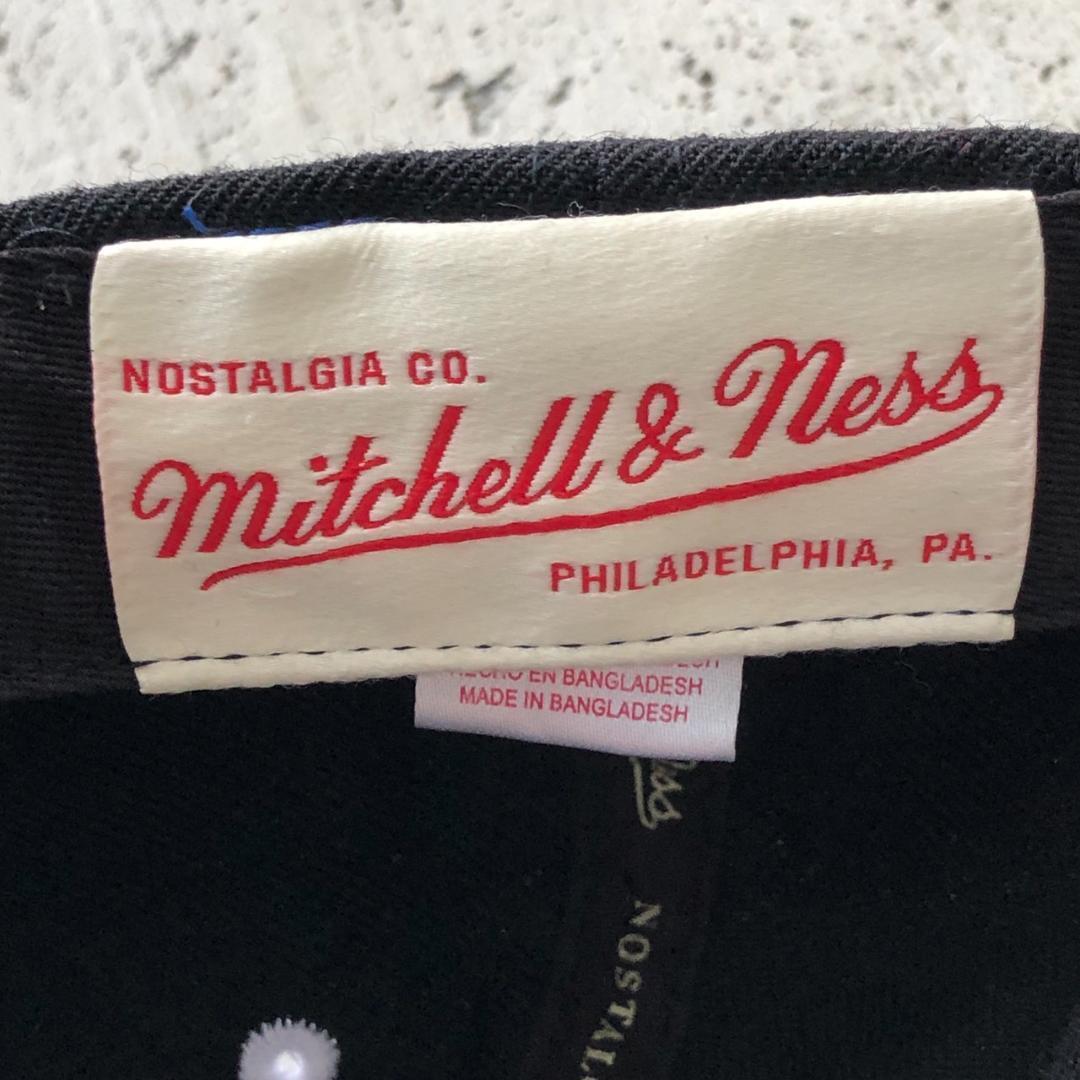 NOSTALGIA CO.
Mitchell & Ness
PHILADELPHIA, PA.
HECHO EN BANGLADESH
MADE IN BANGLADESH
NOSTAL